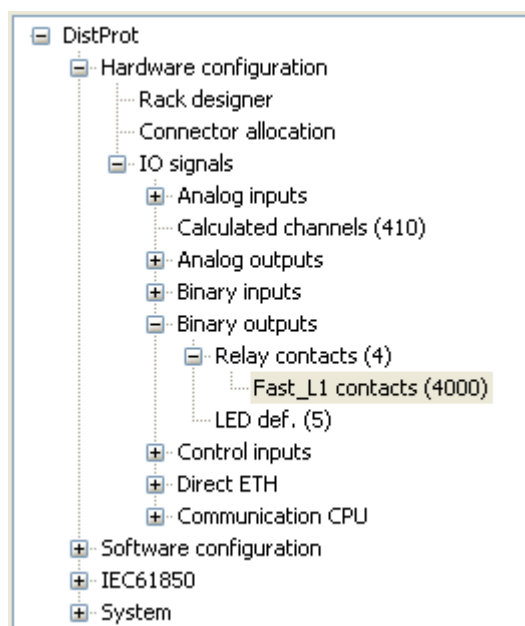 DistProt
Hardware configuration
Rack designer
Connector allocation
IO signals
Analog inputs
Calculated channels (410)
Analog outputs
Binary inputs
Binary outputs
Relay contacts (4)
Fast_L1 contacts (4000)
LED def. (5)
Control inputs
Direct ETH
Communication CPU
Software configuration
IEC61850
System